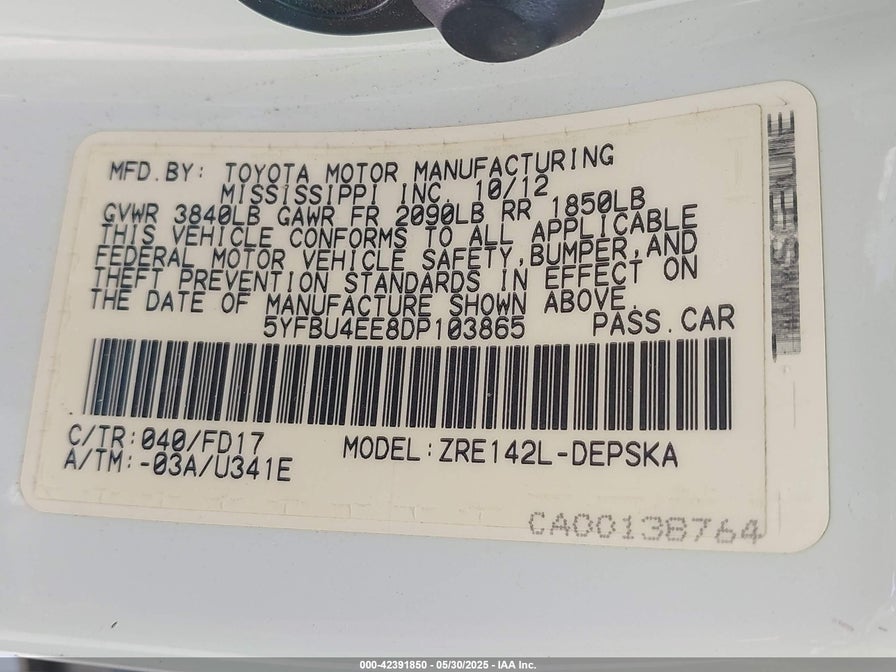 MFD.BY: TOYOTA MOTOR MANUFACTURING
MISSISSIPPI INC. 10/12
GVWR 3840LB GAWR FR 2090LB RR 1850LB
THIS VEHICLE CONFORMS TO ALL APPLICABLE
FEDERAL MOTOR VEHICLE SAFETY,BUMPER,AND
THEFT PREVENTION STANDARDS IN EFFECT ON
THE DATE OF MANUFACTURE SHOWN ABOVE.
5YFBU4EE8DP103865 PASS.CAR
C/TR:040/FD17 MODEL:ZRE142L-DEPSKA
A/TM:-03A/U341E
CA00138764
000-42391850 - 05/30/2025 - IAA Inc.